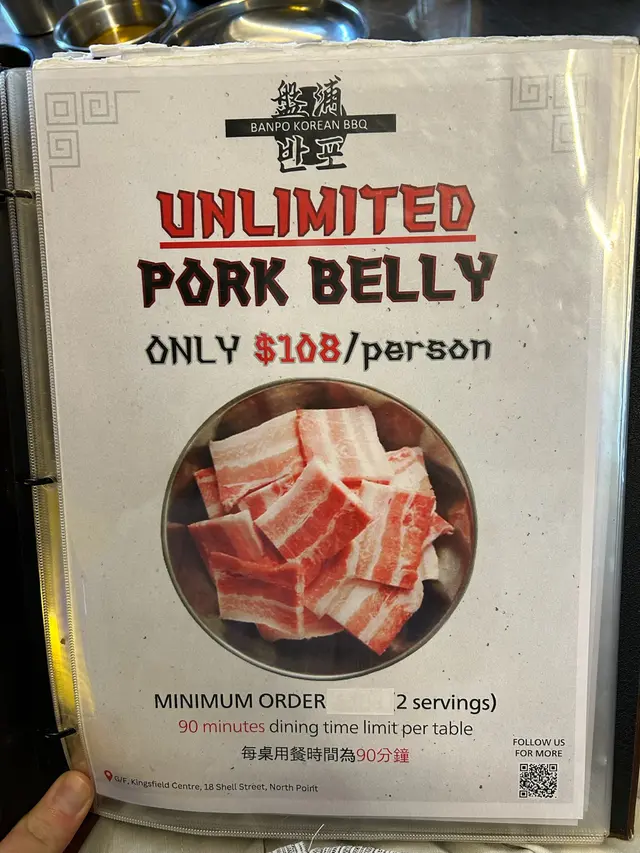 盤浦
BANPO KOREAN BBQ
반포
UNLIMITED
PORK BELLY
ONLY $108/person
MINIMUM ORDER 2 servings)
90 minutes dining time limit per table
每桌用餐時間為90分鐘
FOLLOW US
FOR MORE
G/F, Kingsfield Centre, 18 Shell Street, North Point